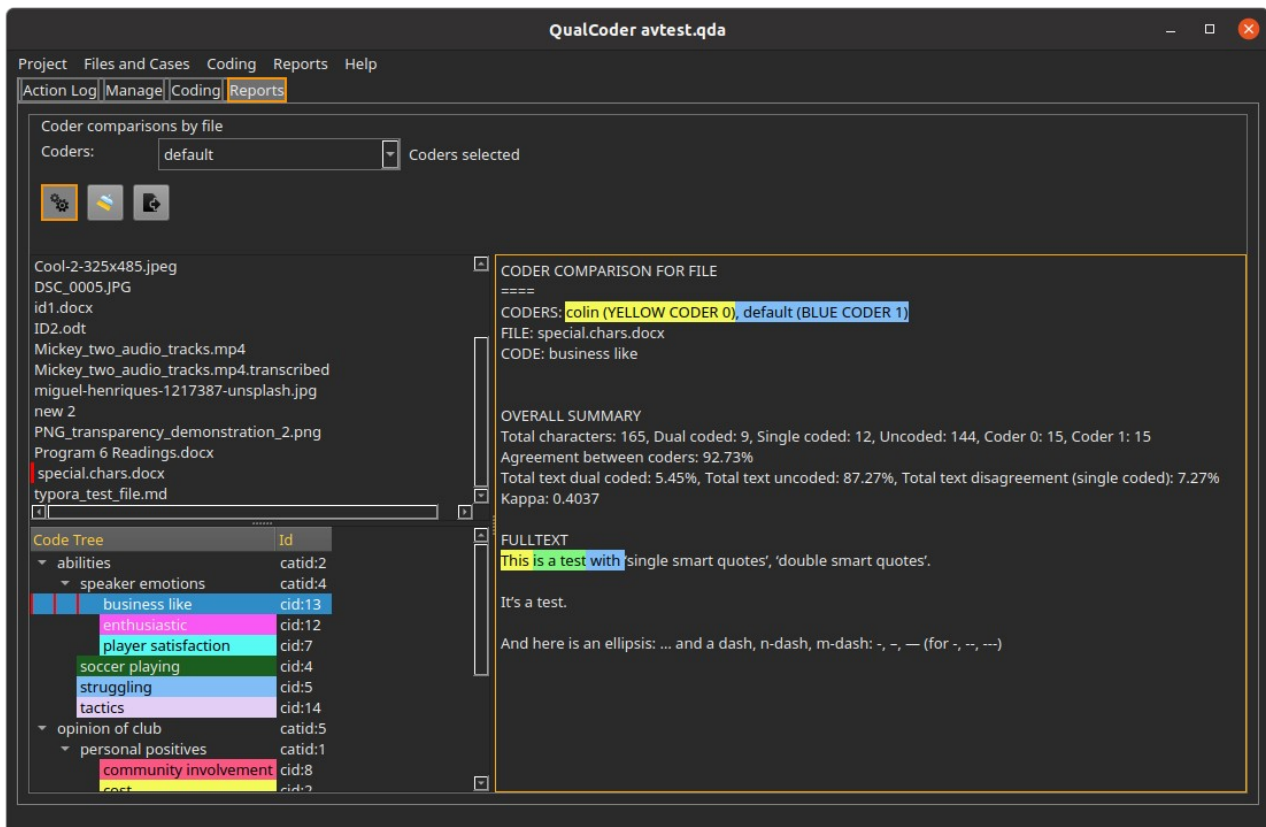 QualCoder avtest.qda
Project Files and Cases Coding Reports Help
Action Log Manage Coding Reports
Coder comparisons by file
Coders: default Coders selected
Cool-2-325x485.jpeg
DSC_0005.JPG
id1.docx
ID2.odt
Mickey_two_audio_tracks.mp4
Mickey_two_audio_tracks.mp4.transcribed
miguel-henriques-1217387-unsplash.jpg
new 2
PNG_transparency_demonstration_2.png
Program 6 Readings.docx
special.chars.docx
typora_test_file.md
Code Tree Id
abilities catid:2
speaker emotions catid:4
business like cid:13
enthusiastic cid:12
player satisfaction cid:7
soccer playing cid:4
struggling cid:5
tactics cid:14
opinion of club catid:5
personal positives catid:1
community involvement cid:8
cost cid:2
CODER COMPARISON FOR FILE
====
CODERS: colin (YELLOW CODER 0), default (BLUE CODER 1)
FILE: special.chars.docx
CODE: business like
OVERALL SUMMARY
Total characters: 165, Dual coded: 9, Single coded: 12, Uncoded: 144, Coder 0: 15, Coder 1: 15
Agreement between coders: 92.73%
Total text dual coded: 5.45%, Total text uncoded: 87.27%, Total text disagreement (single coded): 7.27%
Kappa: 0.4037
FULLTEXT
This is a test with ‘single smart quotes’, ‘double smart quotes’.
It’s a test.
And here is an ellipsis: … and a dash, n-dash, m-dash: -, –, — (for -, --, ---)